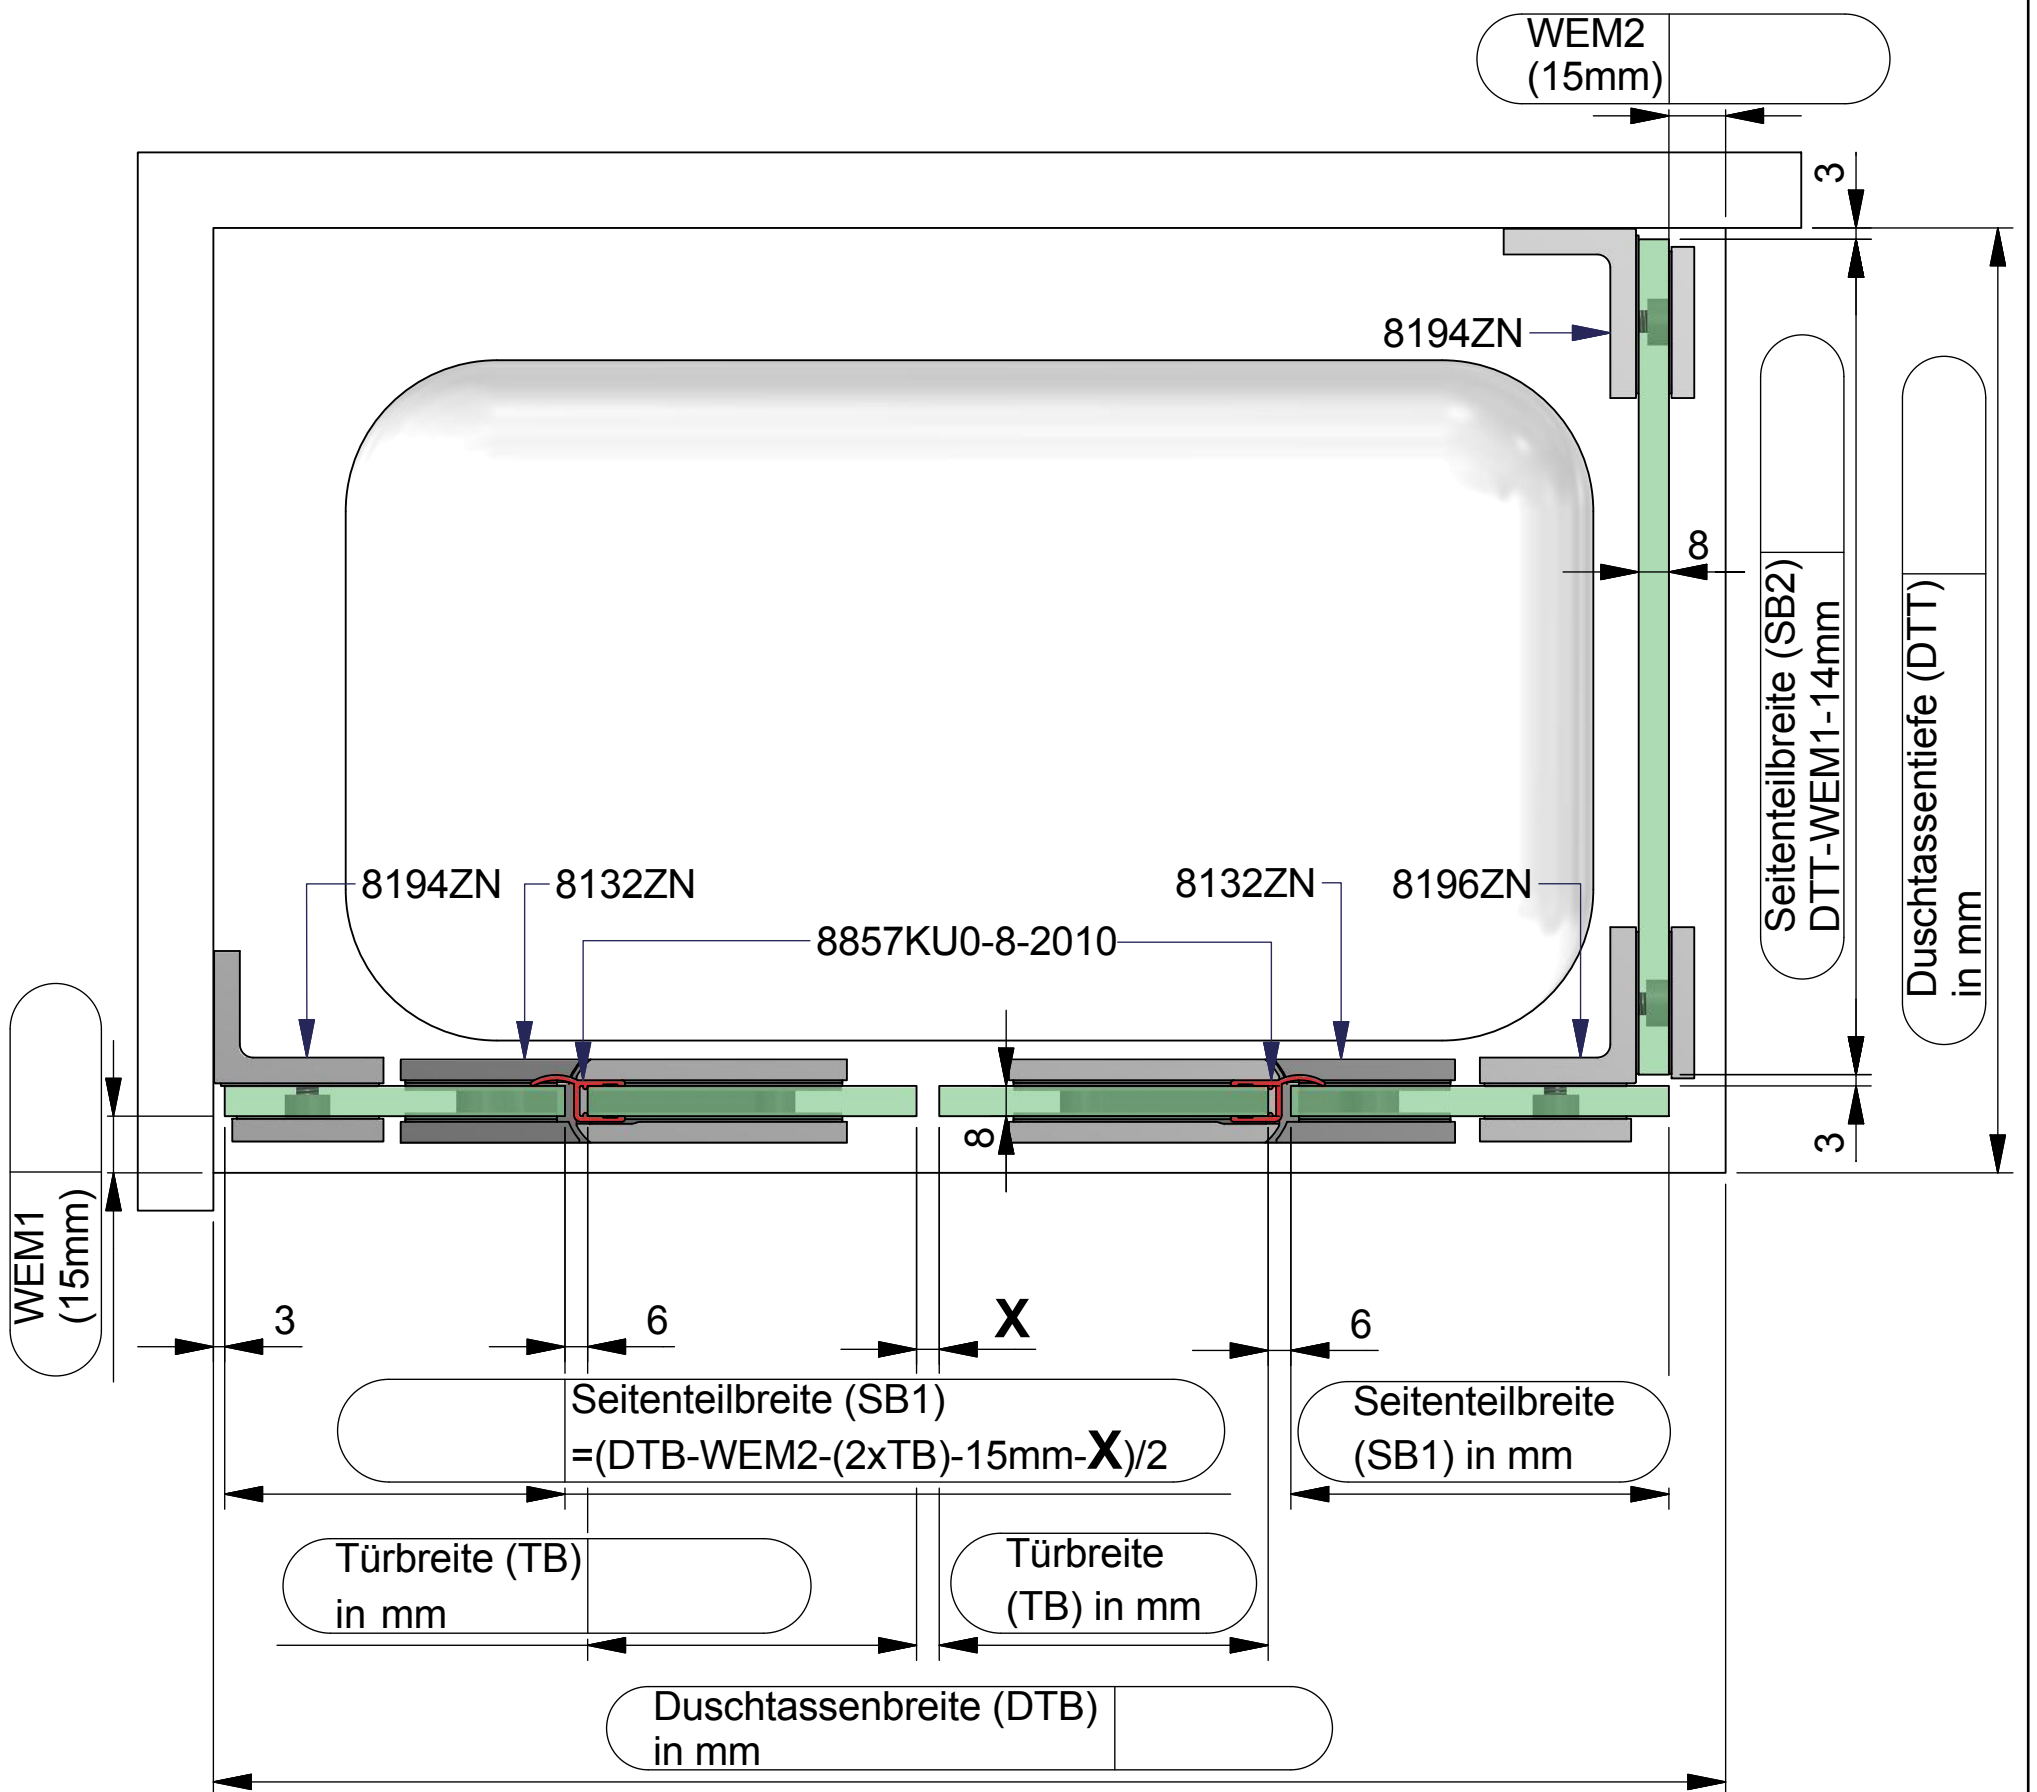 WEM2
(15mm)
3
8194ZN
8
Seitenteilbreite (SB2)
DTT-WEM1-14mm
Duschtassentiefe (DTT)
in mm
8194ZN
8132ZN
8132ZN
8196ZN
8857KU0-8-2010
8
3
WEM1
(15mm)
3
6
X
6
Seitenteilbreite (SB1)
=(DTB-WEM2-(2xTB)-15mm-X)/2
Seitenteilbreite
(SB1) in mm
Türbreite (TB)
in mm
Türbreite
(TB) in mm
Duschtassenbreite (DTB)
in mm